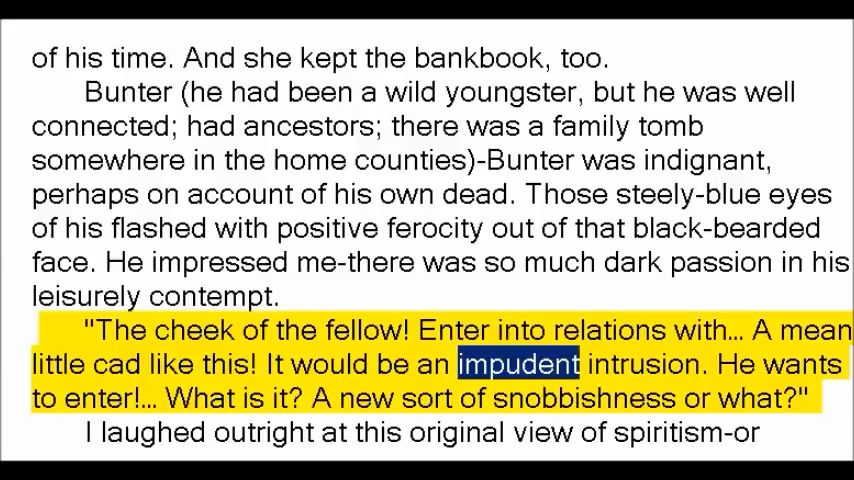 of his time. And she kept the bankbook, too.
Bunter (he had been a wild youngster, but he was well
connected; had ancestors; there was a family tomb
somewhere in the home counties)-Bunter was indignant,
perhaps on account of his own dead. Those steely-blue eyes
of his flashed with positive ferocity out of that black-bearded
face. He impressed me-there was so much dark passion in his
leisurely contempt.
"The cheek of the fellow! Enter into relations with... A mean
little cad like this! It would be an impudent intrusion. He wants
to enter!... What is it? A new sort of snobbishness or what?"
I laughed outright at this original view of spiritism-or